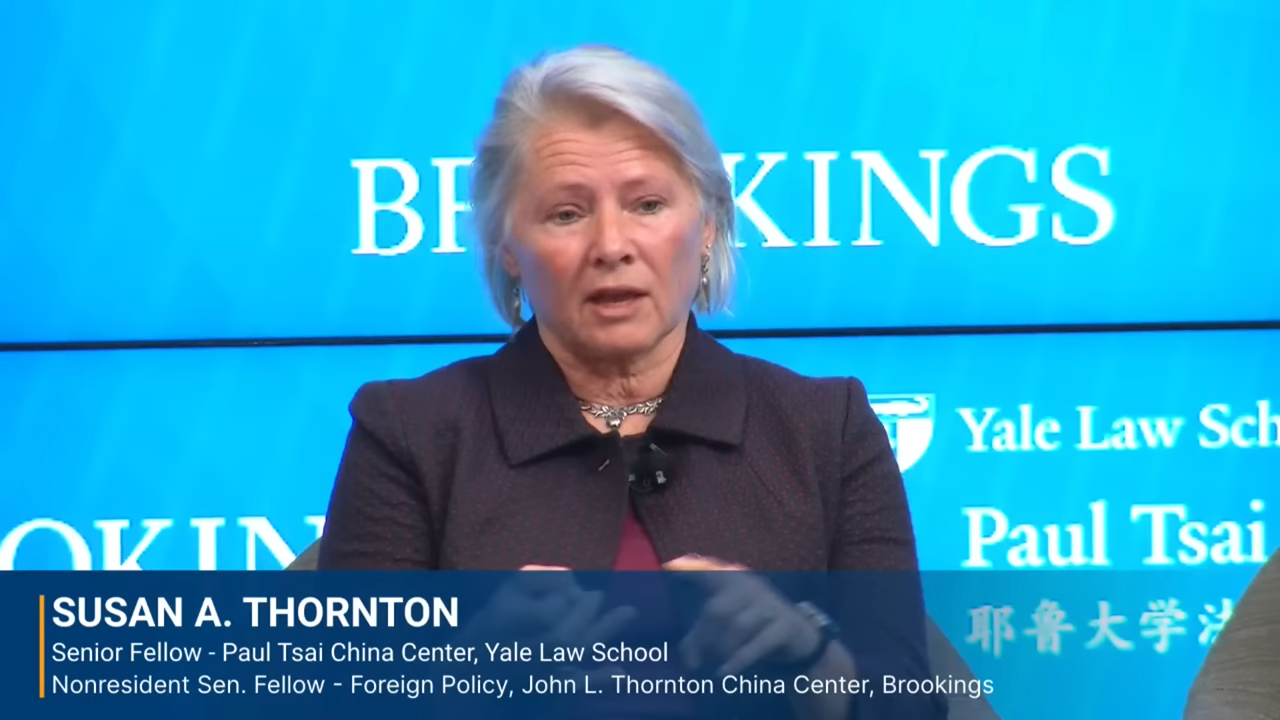 BR KINGS
Yale Law Sch
Paul Tsai
OKIN
耶鲁大学法
SUSAN A. THORNTON
Senior Fellow - Paul Tsai China Center, Yale Law School
Nonresident Sen. Fellow - Foreign Policy, John L. Thornton China Center, Brookings